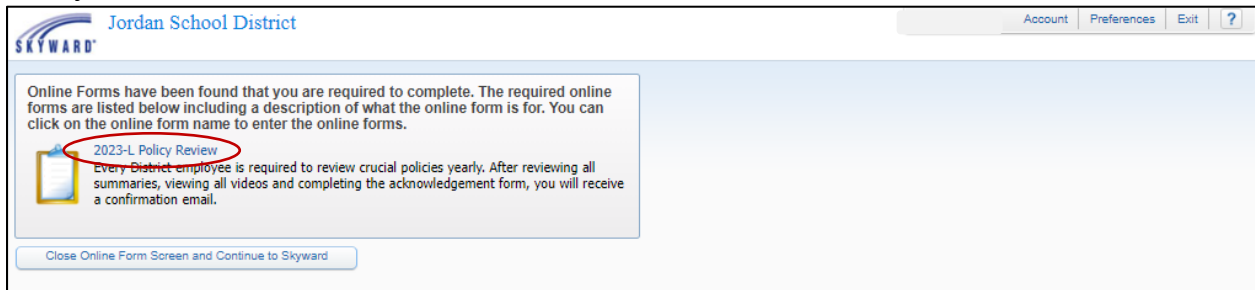 Jordan School District
SKYWARD
Account Preferences Exit ?
Online Forms have been found that you are required to complete. The required online
forms are listed below including a description of what the online form is for. You can
click on the online form name to enter the online forms.
2023-L Policy Review
Every District employee is required to review crucial policies yearly. After reviewing all
summaries, viewing all videos and completing the acknowledgement form, you will receive
a confirmation email.
Close Online Form Screen and Continue to Skyward